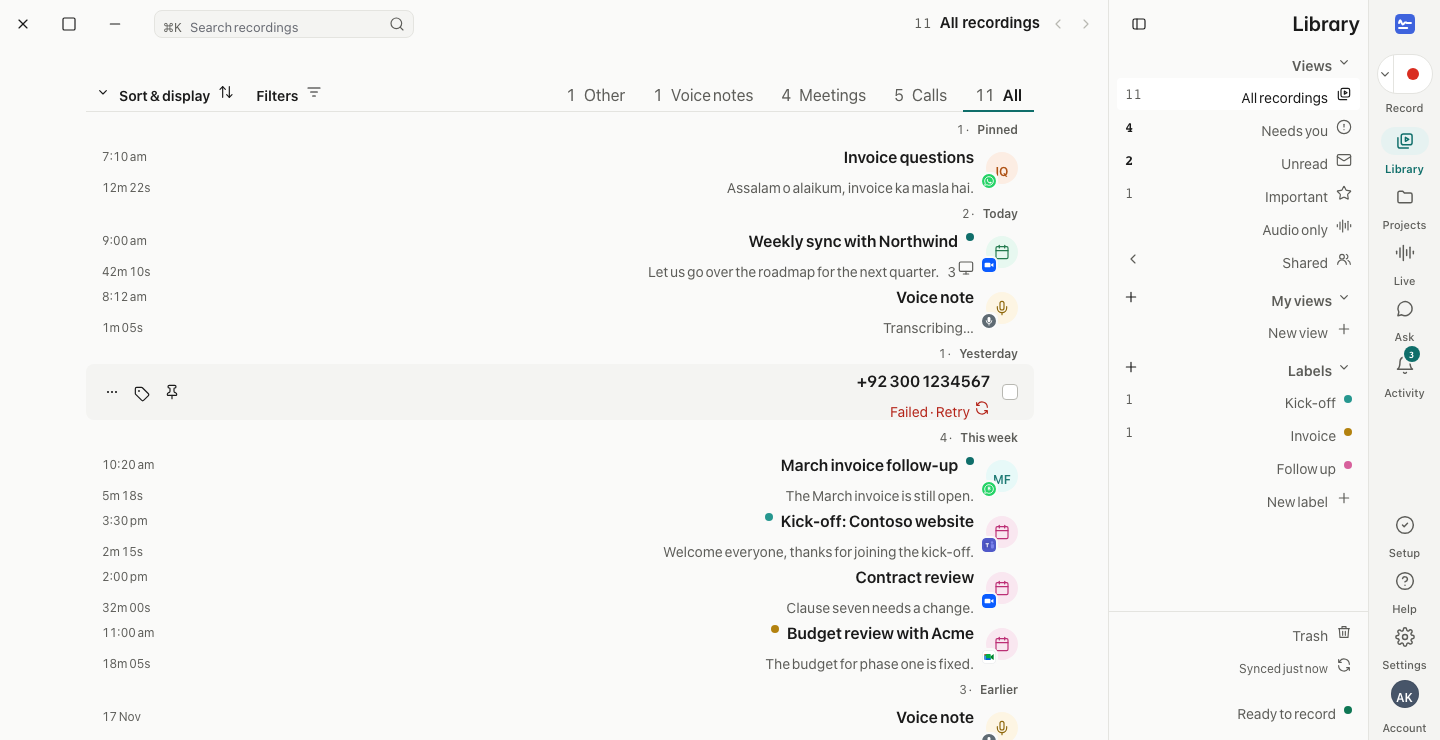 ⌘K Search recordings
11 All recordings
Library
Sort & display
Filters
1 Other
1 Voice notes
4 Meetings
5 Calls
11 All
1 · Pinned
Invoice questions
7:10 am
IQ
Assalam o alaikum, invoice ka masla hai.
12m 22s
2 · Today
Weekly sync with Northwind
9:00 am
Let us go over the roadmap for the next quarter. 3
42m 10s
Voice note
8:12 am
Transcribing...
1m 05s
1 · Yesterday
+92 300 1234567
Failed · Retry
4 · This week
March invoice follow-up
10:20 am
MF
The March invoice is still open.
5m 18s
Kick-off: Contoso website
3:30 pm
Welcome everyone, thanks for joining the kick-off.
2m 15s
Contract review
2:00 pm
Clause seven needs a change.
32m 00s
Budget review with Acme
11:00 am
The budget for phase one is fixed.
18m 05s
3 · Earlier
Voice note
17 Nov
Views
All recordings 11
Needs you 4
Unread 2
Important 1
Audio only
Shared
My views
New view
Labels
Kick-off 1
Invoice 1
Follow up
New label
Trash
Synced just now
Ready to record
Record
Library
Projects
Live
Ask
3
Activity
Setup
Help
Settings
AK
Account